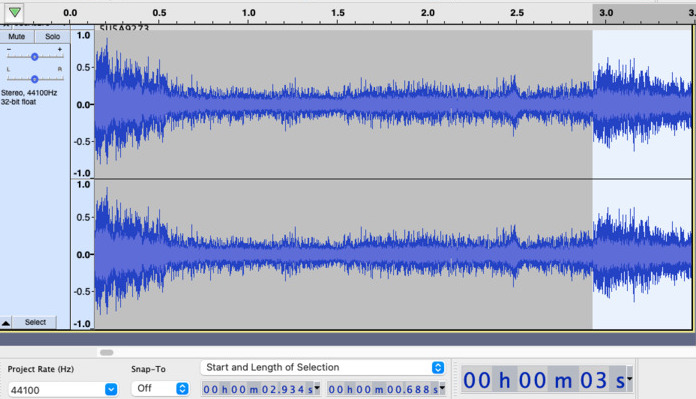 0.0 0.5 1.0 1.5 2.0 2.5 3.0 3.
SUSA9273
Mute Solo
- +
L R
Stereo, 44100Hz
32-bit float
1.0
0.5
0.0
-0.5
-1.0
1.0
0.5
0.0
-0.5
-1.0
Select
Project Rate (Hz) Snap-To Start and Length of Selection
44100 Off 00 h 00 m 02.934 s 00 h 00 m 00.688 s
00 h 00 m 03 s